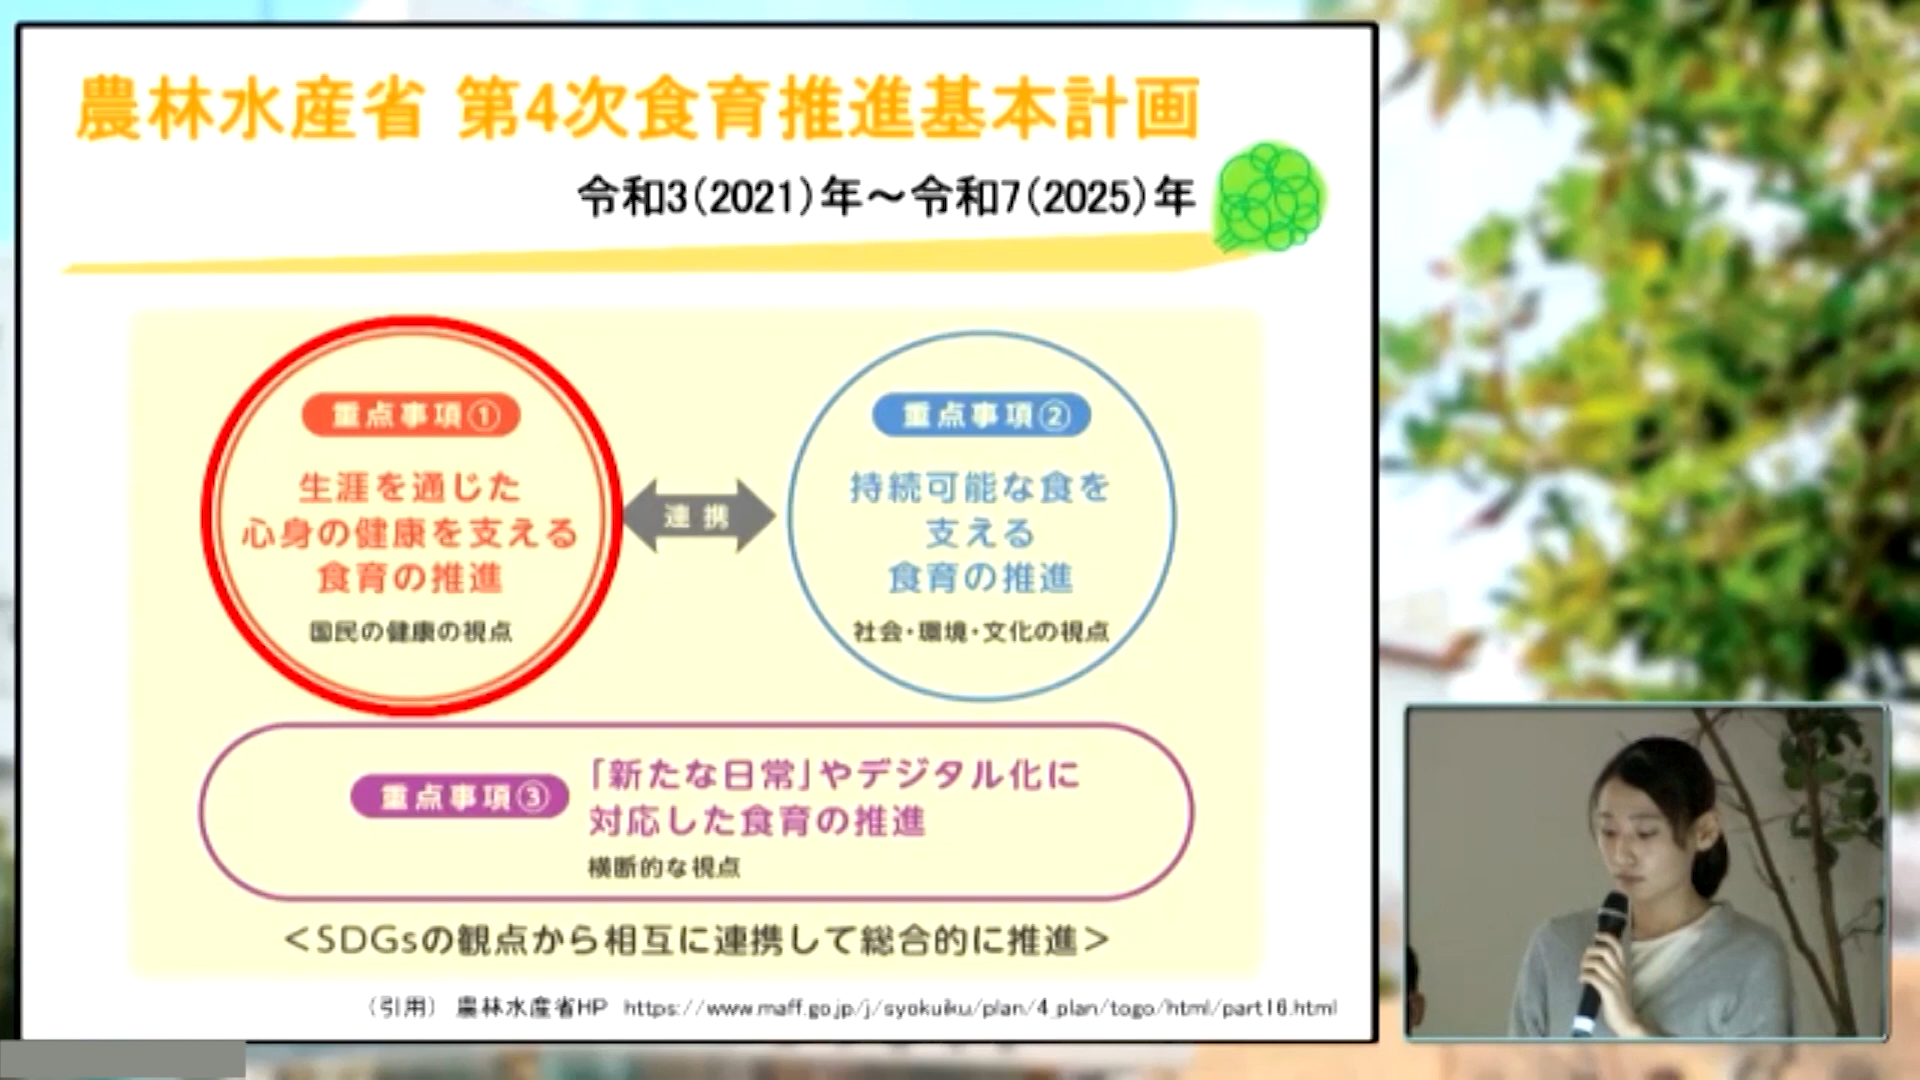 農林水産省 第4次食育推進基本計画
令和3(2021)年～令和7(2025)年
重点事項①
生涯を通じた
心身の健康を支える
食育の推進
国民の健康の視点
連携
重点事項②
持続可能な食を
支える
食育の推進
社会・環境・文化の視点
重点事項③
「新たな日常」やデジタル化に
対応した食育の推進
横断的な視点
＜SDGsの観点から相互に連携して総合的に推進＞
（引用） 農林水産省HP https://www.maff.go.jp/j/syokuiku/plan/4_plan/togo/html/part16.html